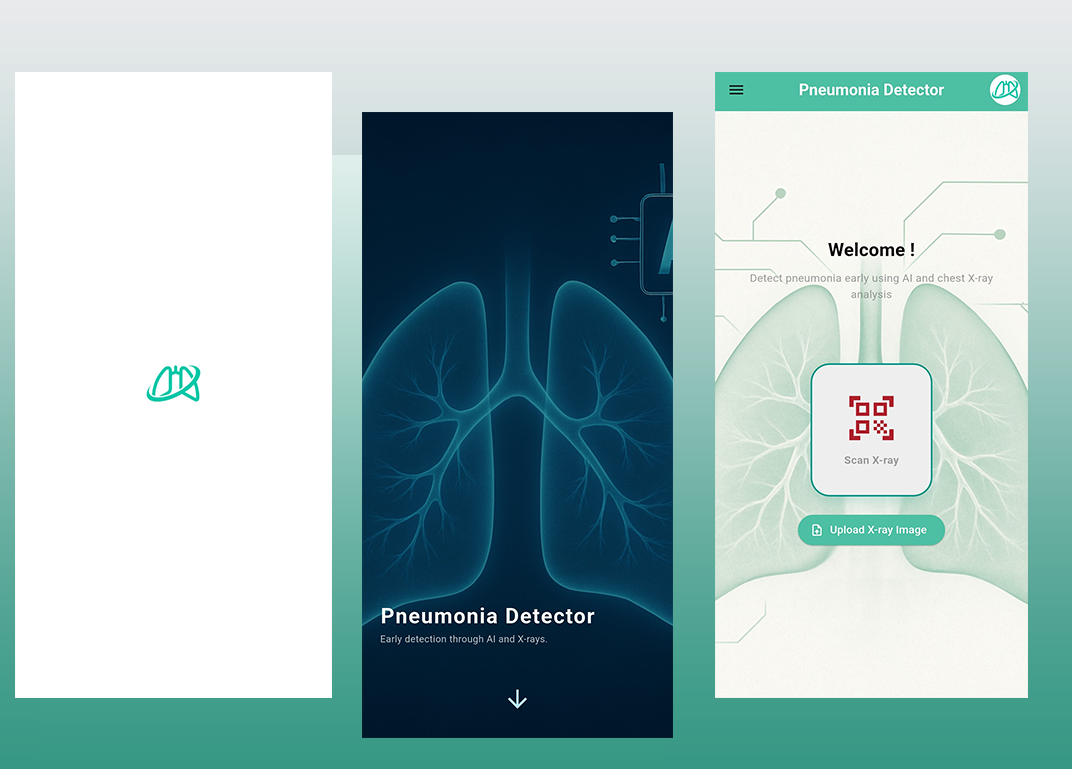 Pneumonia Detector
Early detection through AI and X-rays.
Pneumonia Detector
Welcome !
Detect pneumonia early using AI and chest X-ray
analysis
Scan X-ray
Upload X-ray Image